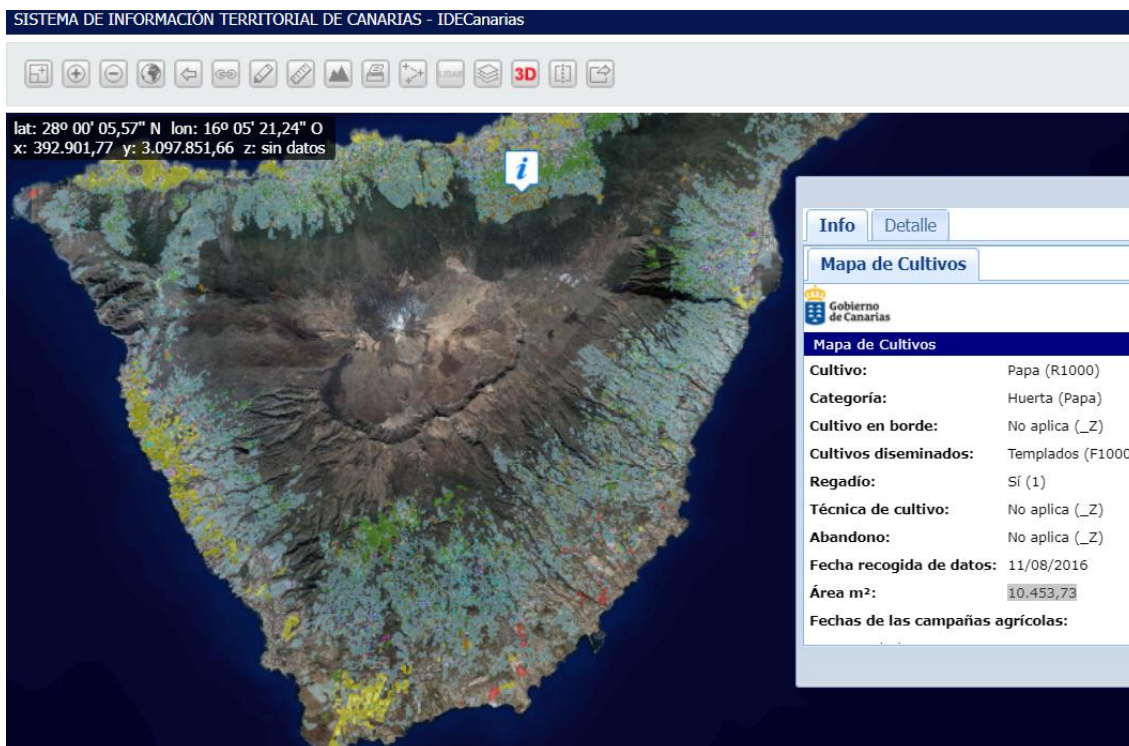 SISTEMA DE INFORMACIÓN TERRITORIAL DE CANARIAS - IDECanarias
LIDAR 3D
lat: 28º 00' 05,57" N lon: 16º 05' 21,24" O
x: 392.901,77 y: 3.097.851,66 z: sin datos
i
Info Detalle
Mapa de Cultivos
Gobierno
de Canarias
Mapa de Cultivos
Cultivo: Papa (R1000)
Categoría: Huerta (Papa)
Cultivo en borde: No aplica (_Z)
Cultivos diseminados: Templados (F1000
Regadío: Sí (1)
Técnica de cultivo: No aplica (_Z)
Abandono: No aplica (_Z)
Fecha recogida de datos: 11/08/2016
Área m²: 10.453,73
Fechas de las campañas agrícolas: